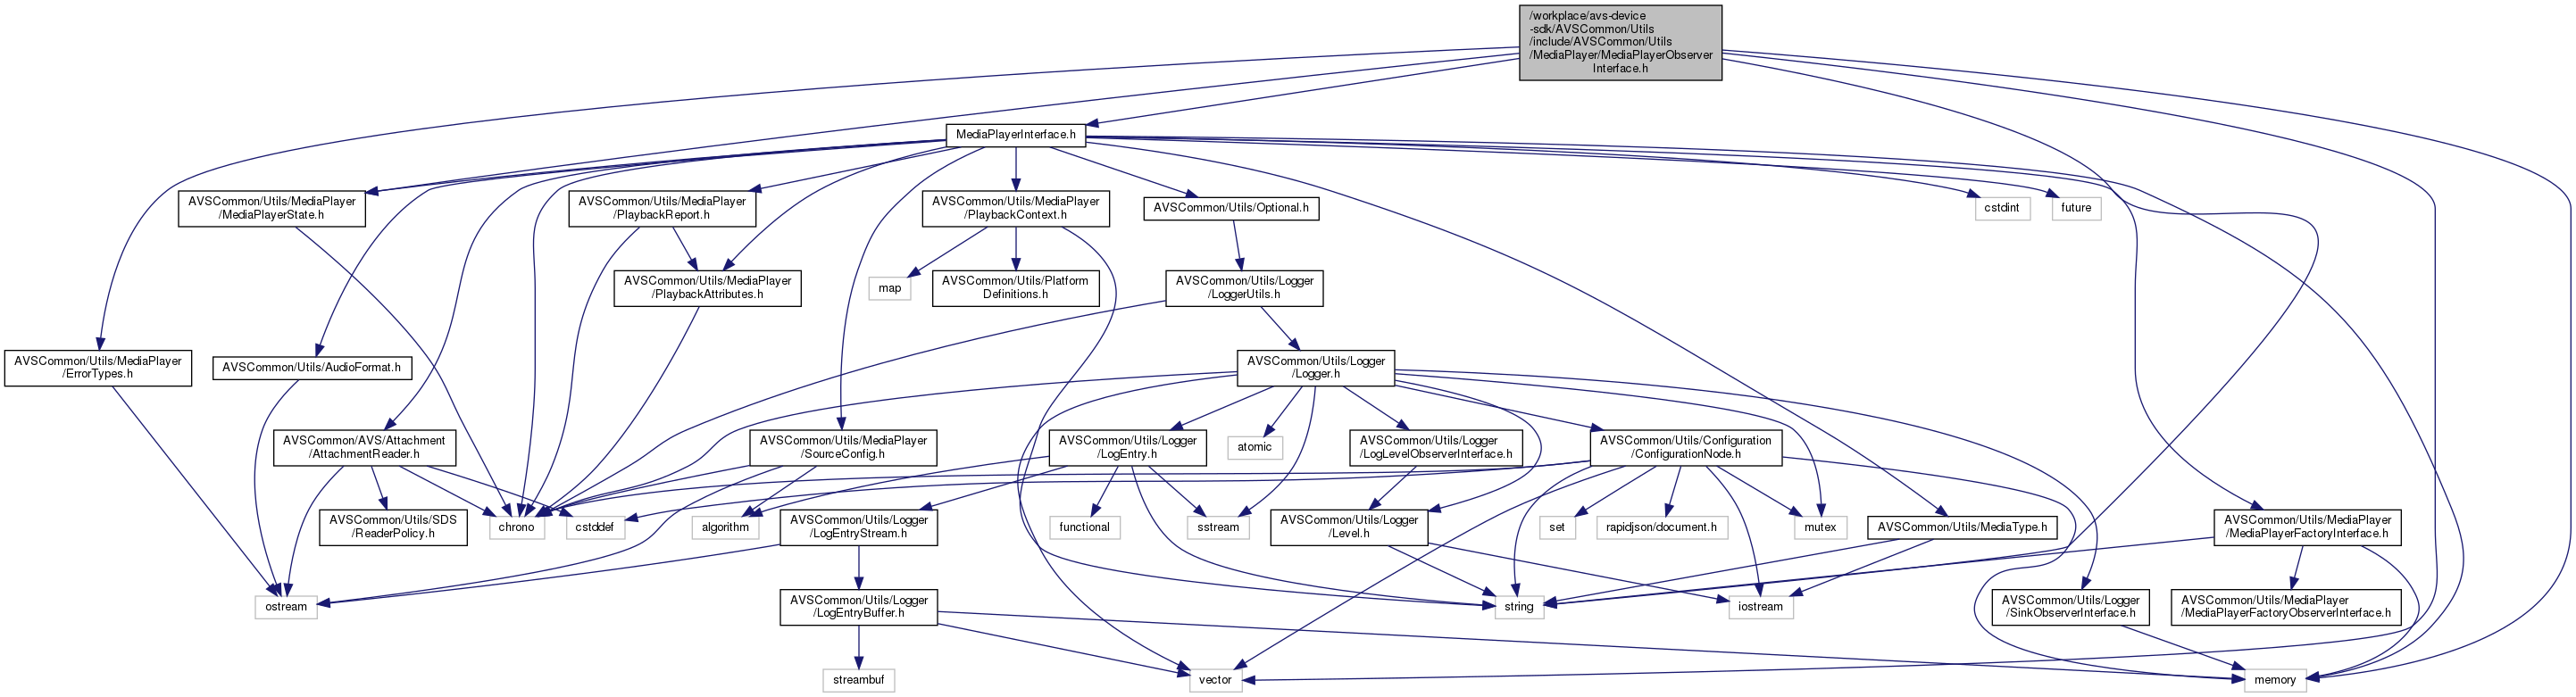 /workplace/avs-device
-sdk/AVSCommon/Utils
/include/AVSCommon/Utils
/MediaPlayer/MediaPlayerObserver
Interface.h
MediaPlayerInterface.h
AVSCommon/Utils/MediaPlayer
/MediaPlayerState.h
AVSCommon/Utils/MediaPlayer
/PlaybackReport.h
AVSCommon/Utils/MediaPlayer
/PlaybackContext.h
AVSCommon/Utils/Optional.h
cstdint
future
AVSCommon/Utils/MediaPlayer
/PlaybackAttributes.h
map
AVSCommon/Utils/Platform
Definitions.h
AVSCommon/Utils/Logger
/LoggerUtils.h
AVSCommon/Utils/MediaPlayer
/ErrorTypes.h
AVSCommon/Utils/AudioFormat.h
AVSCommon/Utils/Logger
/Logger.h
AVSCommon/AVS/Attachment
/AttachmentReader.h
AVSCommon/Utils/MediaPlayer
/SourceConfig.h
AVSCommon/Utils/Logger
/LogEntry.h
atomic
AVSCommon/Utils/Logger
/LogLevelObserverInterface.h
AVSCommon/Utils/Configuration
/ConfigurationNode.h
AVSCommon/Utils/SDS
/ReaderPolicy.h
chrono
cstddef
algorithm
AVSCommon/Utils/Logger
/LogEntryStream.h
functional
sstream
AVSCommon/Utils/Logger
/Level.h
set
rapidjson/document.h
mutex
AVSCommon/Utils/MediaType.h
AVSCommon/Utils/MediaPlayer
/MediaPlayerFactoryInterface.h
ostream
AVSCommon/Utils/Logger
/LogEntryBuffer.h
string
iostream
AVSCommon/Utils/Logger
/SinkObserverInterface.h
AVSCommon/Utils/MediaPlayer
/MediaPlayerFactoryObserverInterface.h
streambuf
vector
memory